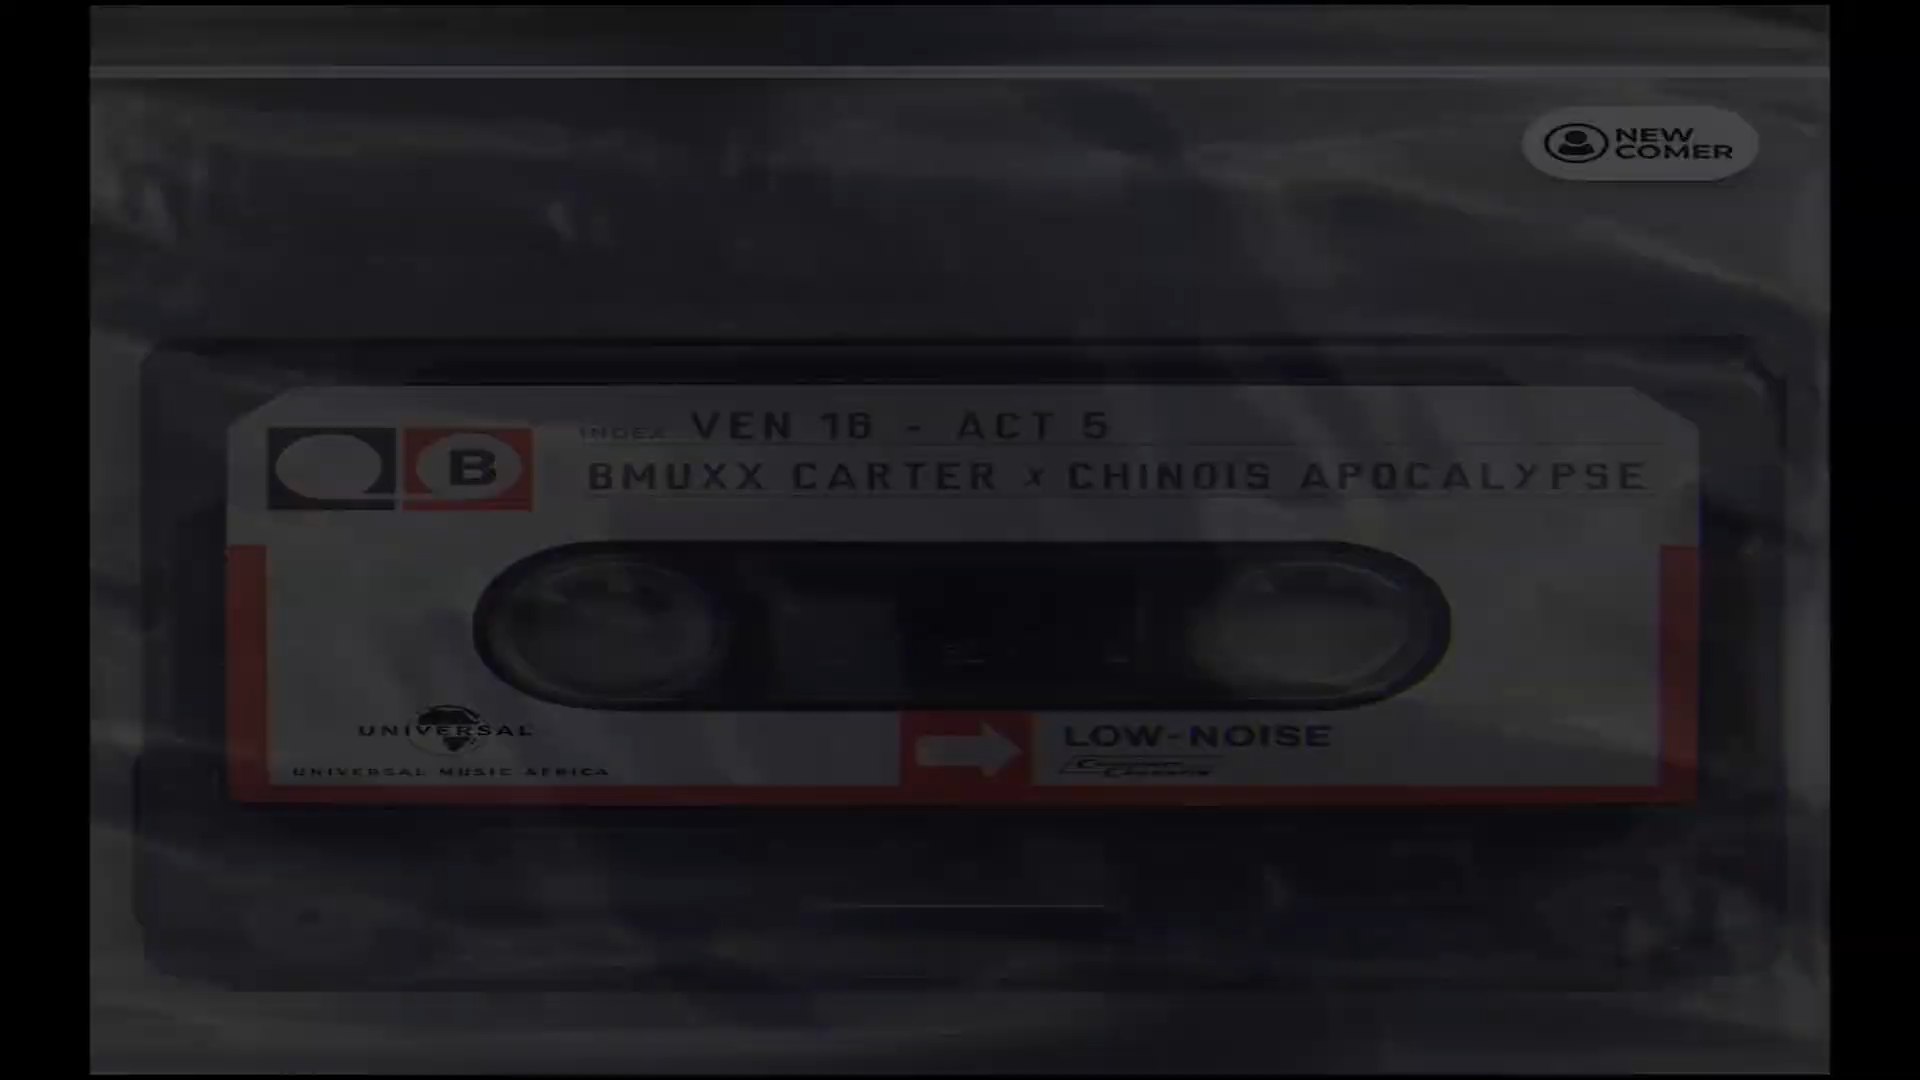 NEW
COMER
INDEX VEN 16 - ACT 5
B BMUXX CARTER x CHINOIS APOCALYPSE
UNIVERSAL
UNIVERSAL MUSIC AFRICA
LOW-NOISE